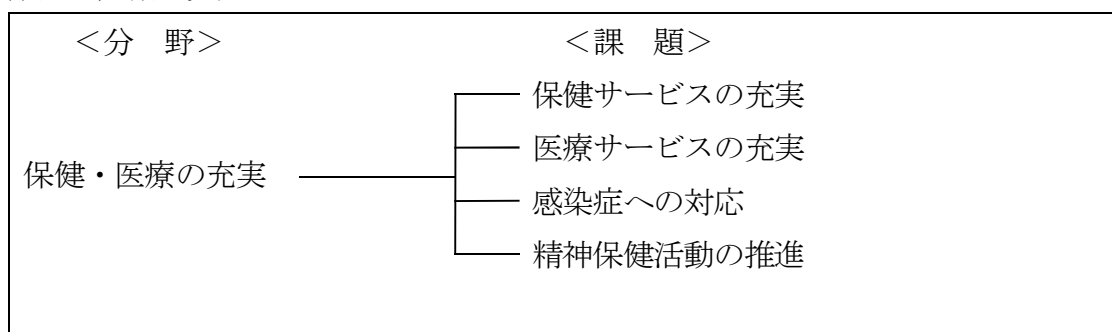 ＜分　野＞　　　　　　　　　　＜課　題＞
保健サービスの充実
医療サービスの充実
保健・医療の充実
感染症への対応
精神保健活動の推進